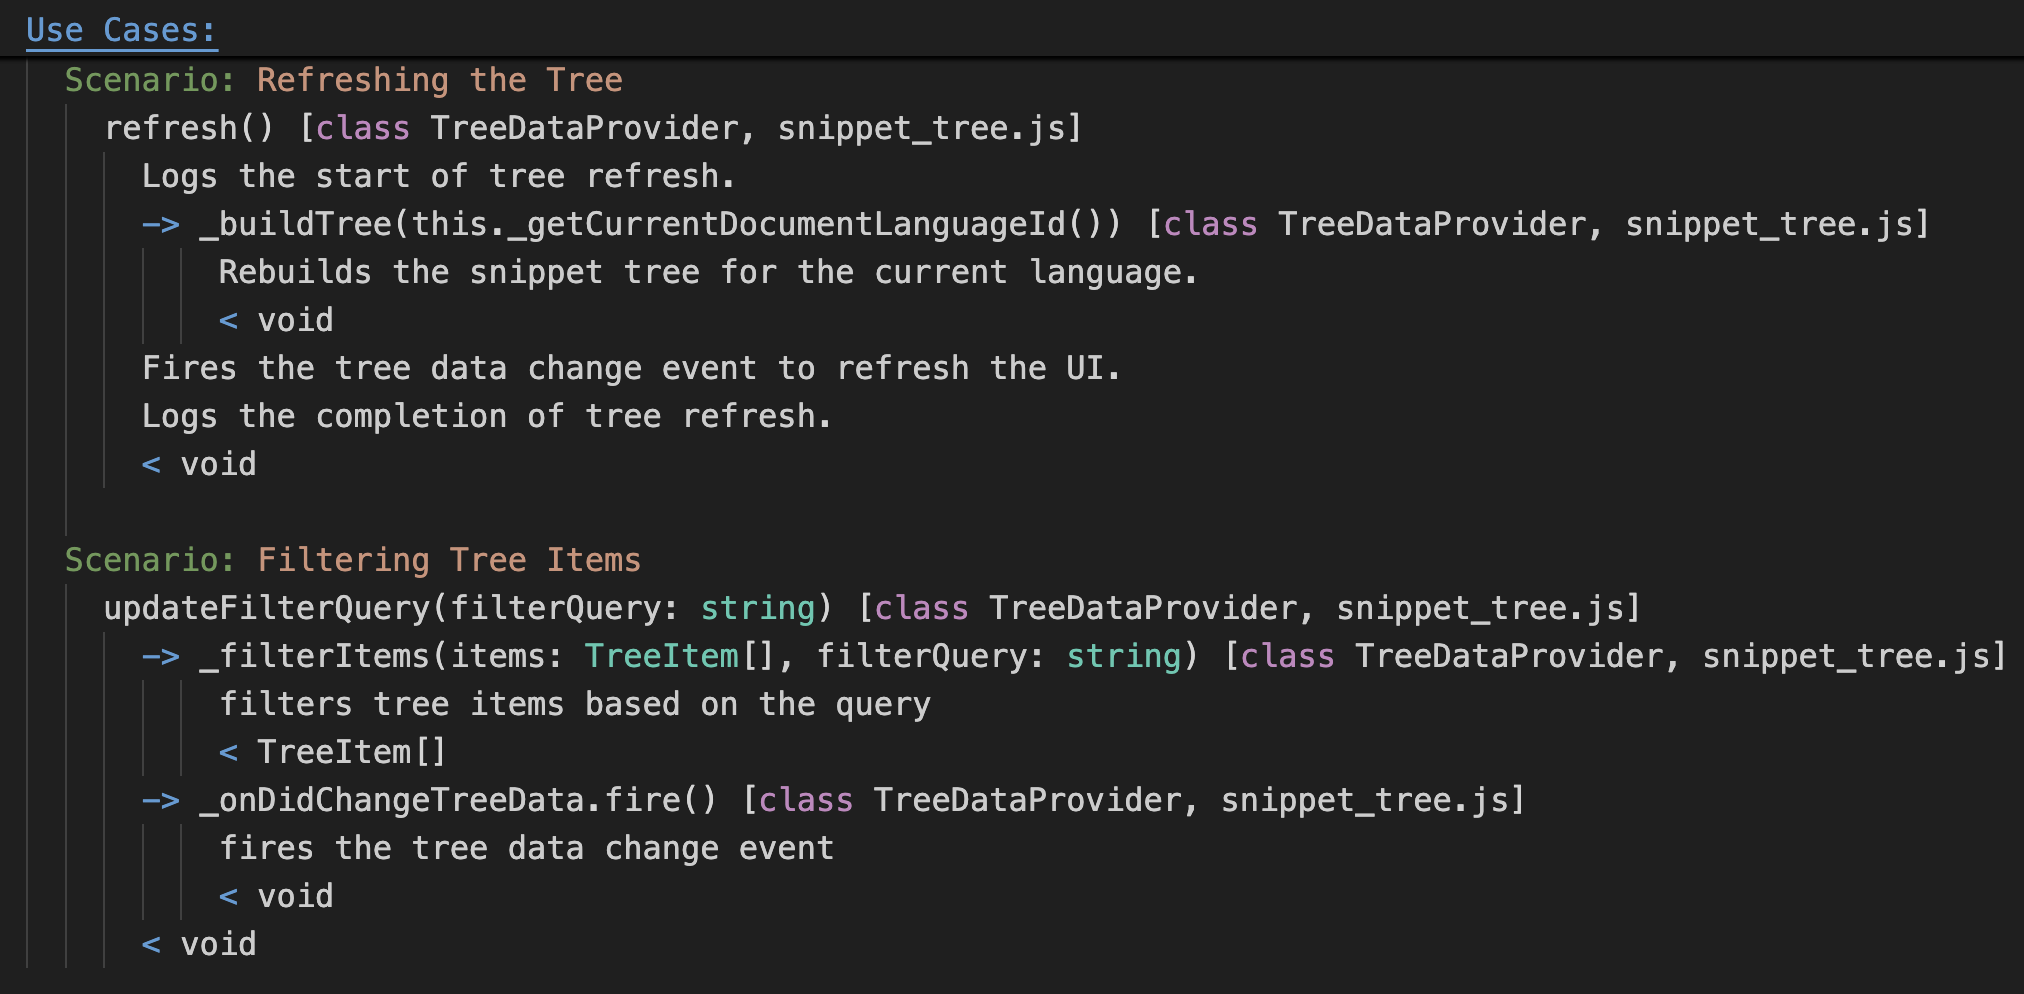 Use Cases:
Scenario: Refreshing the Tree
refresh() [class TreeDataProvider, snippet_tree.js]
Logs the start of tree refresh.
-> _buildTree(this._getCurrentDocumentLanguageId()) [class TreeDataProvider, snippet_tree.js]
Rebuilds the snippet tree for the current language.
< void
Fires the tree data change event to refresh the UI.
Logs the completion of tree refresh.
< void
Scenario: Filtering Tree Items
updateFilterQuery(filterQuery: string) [class TreeDataProvider, snippet_tree.js]
-> _filterItems(items: TreeItem[], filterQuery: string) [class TreeDataProvider, snippet_tree.js]
filters tree items based on the query
< TreeItem[]
-> _onDidChangeTreeData.fire() [class TreeDataProvider, snippet_tree.js]
fires the tree data change event
< void
< void